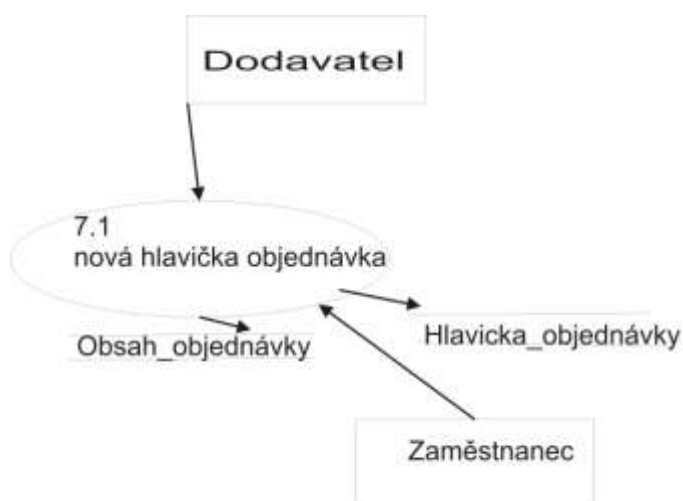 Dodavatel
7.1
nová hlavička objednávka
Obsah_objednávky
Hlavicka_objednávky
Zaměstnanec